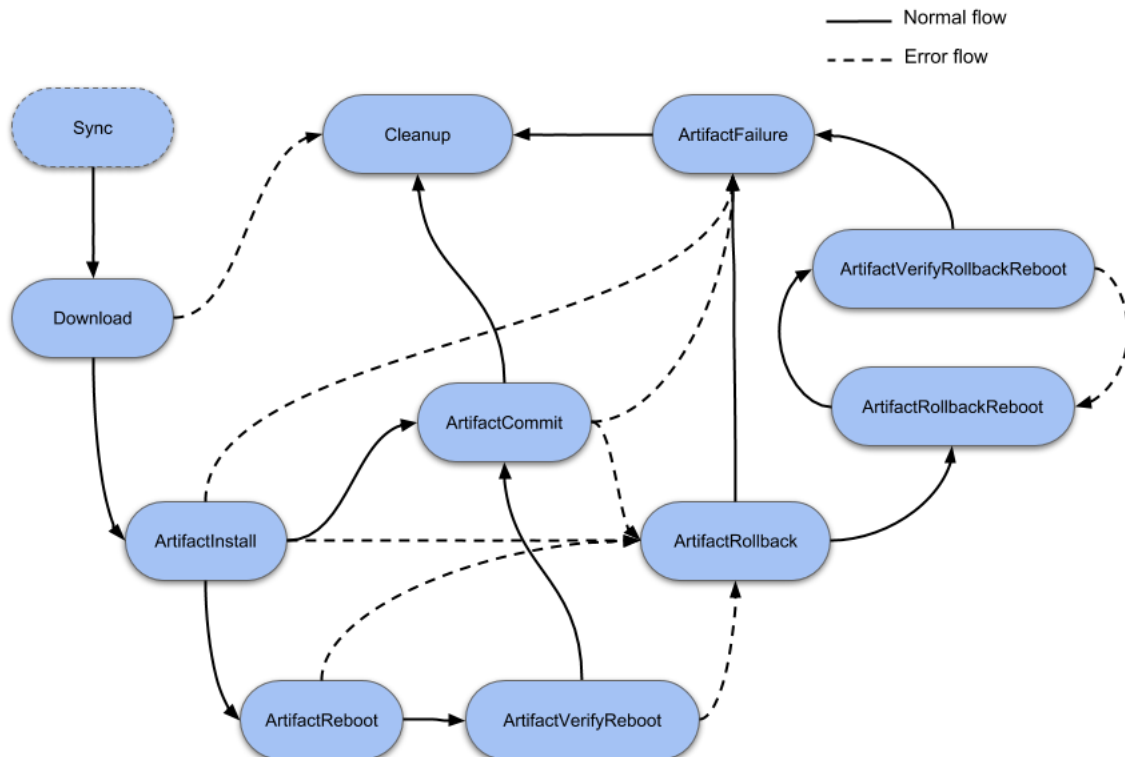 Normal flow
Error flow
Sync
Cleanup
ArtifactFailure
ArtifactVerifyRollbackReboot
Download
ArtifactRollbackReboot
ArtifactCommit
ArtifactInstall
ArtifactRollback
ArtifactReboot
ArtifactVerifyReboot